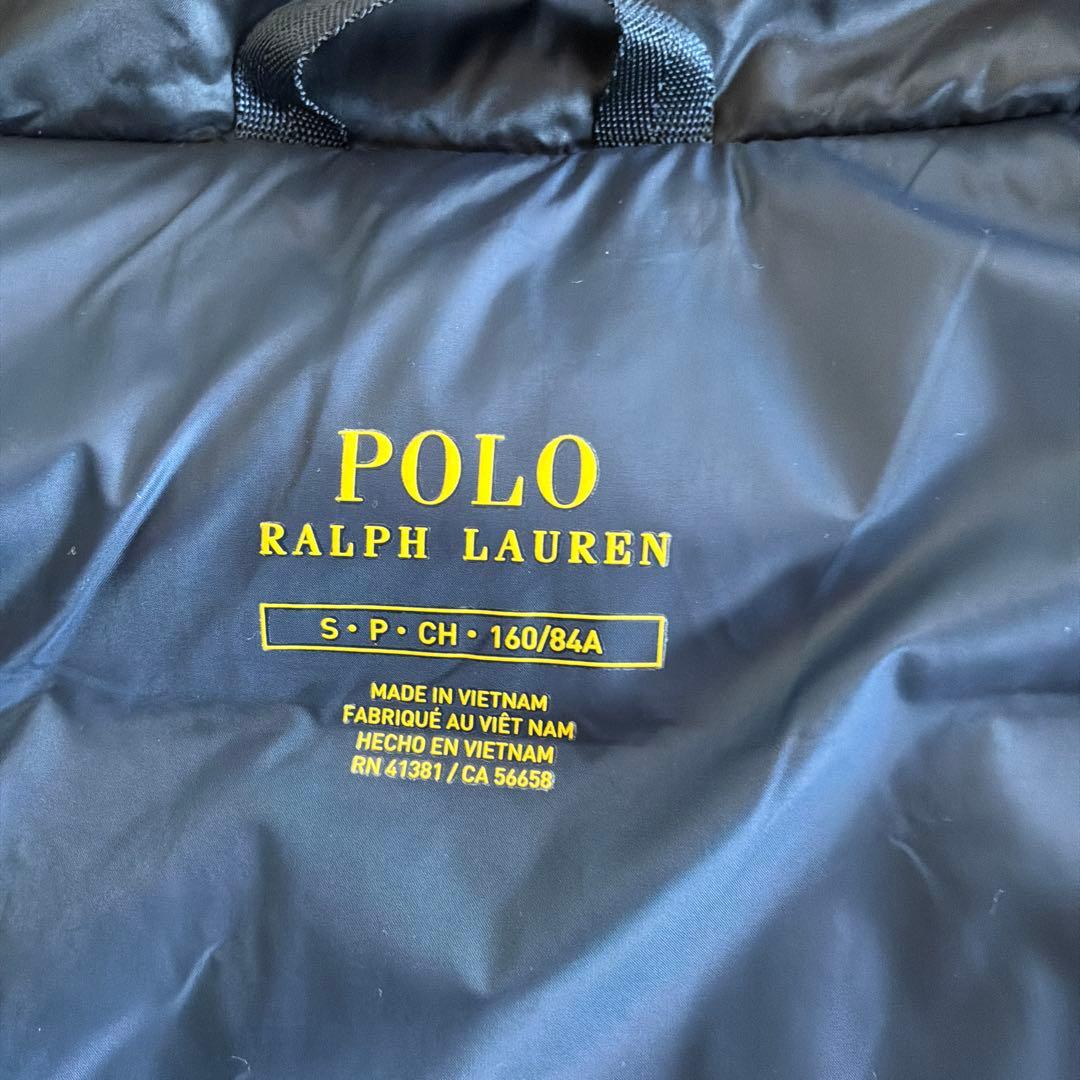 POLO
RALPH LAUREN
S • P • CH • 160/84A
MADE IN VIETNAM
FABRIQUÉ AU VIÊT NAM
HECHO EN VIETNAM
RN 41381 / CA 56658